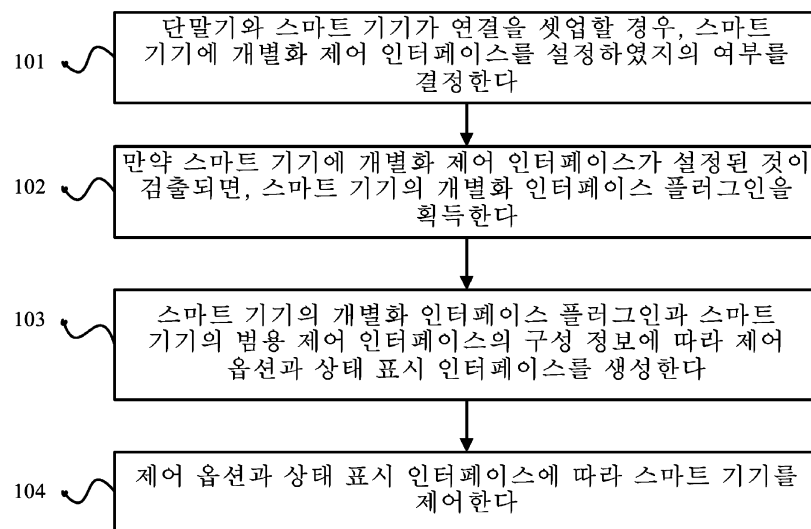 101
단말기와 스마트 기기가 연결을 셋업할 경우, 스마트
기기에 개별화 제어 인터페이스를 설정하였지의 여부를
결정한다
102
만약 스마트 기기에 개별화 제어 인터페이스가 설정된 것이
검출되면, 스마트 기기의 개별화 인터페이스 플러그인을
획득한다
103
스마트 기기의 개별화 인터페이스 플러그인과 스마트
기기의 범용 제어 인터페이스의 구성 정보에 따라 제어
옵션과 상태 표시 인터페이스를 생성한다
104
제어 옵션과 상태 표시 인터페이스에 따라 스마트 기기를
제어한다